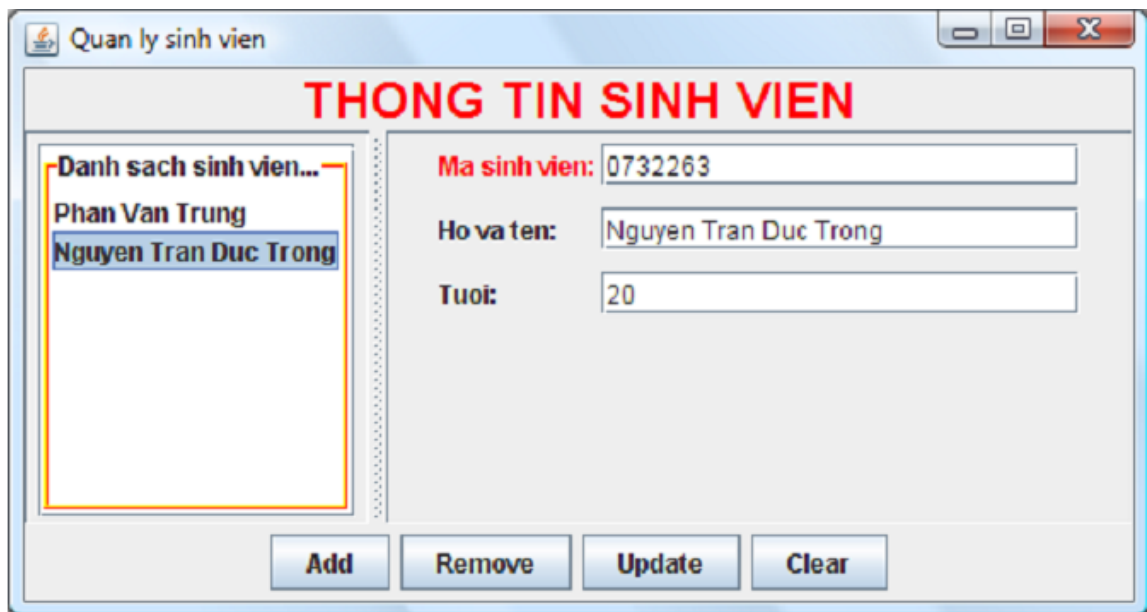 Quan ly sinh vien
THONG TIN SINH VIEN
Danh sach sinh vien...
Phan Van Trung
Nguyen Tran Duc Trong
Ma sinh vien: 0732263
Ho va ten: Nguyen Tran Duc Trong
Tuoi: 20
Add Remove Update Clear